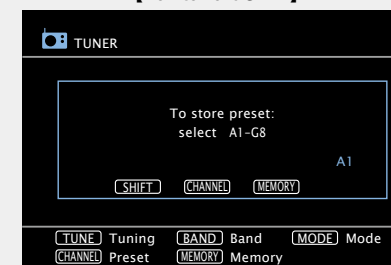 TUNER
To store preset:
select A1-G8
A1
SHIFT CHANNEL MEMORY
TUNE Tuning BAND Band MODE Mode
CHANNEL Preset MEMORY Memory